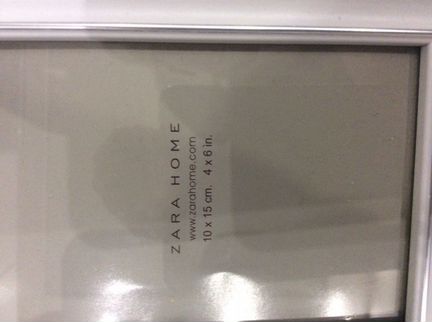 ZARA HOME
www.zarahome.com
10 x 15 cm. 4 x 6 in.